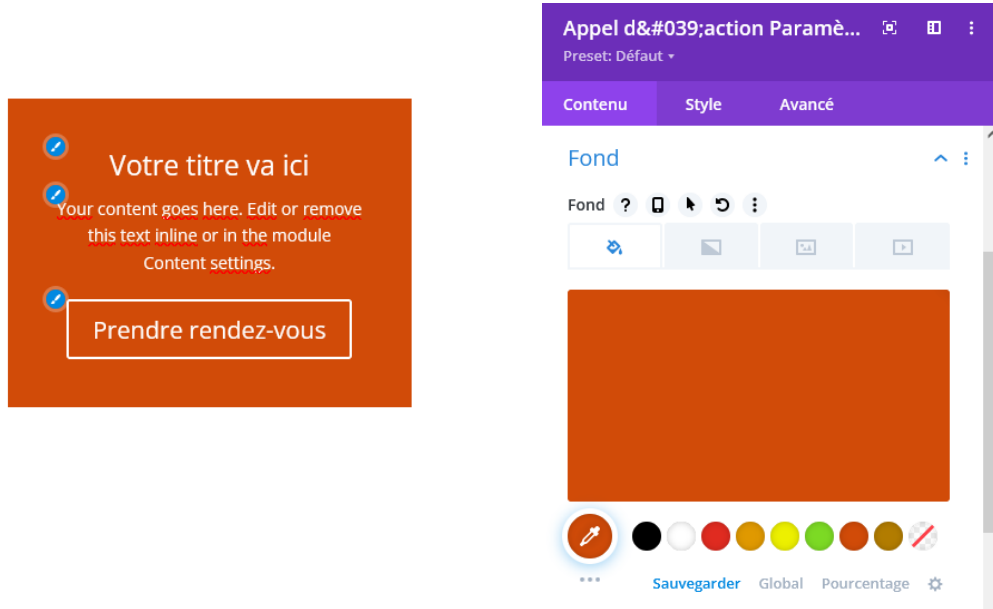 Votre titre va ici
Your content goes here. Edit or remove
this text inline or in the module
Content settings.
Prendre rendez-vous
Appel d&#039;action Paramè...
Preset: Défaut
Contenu Style Avancé
Fond
Fond ?
Sauvegarder Global Pourcentage